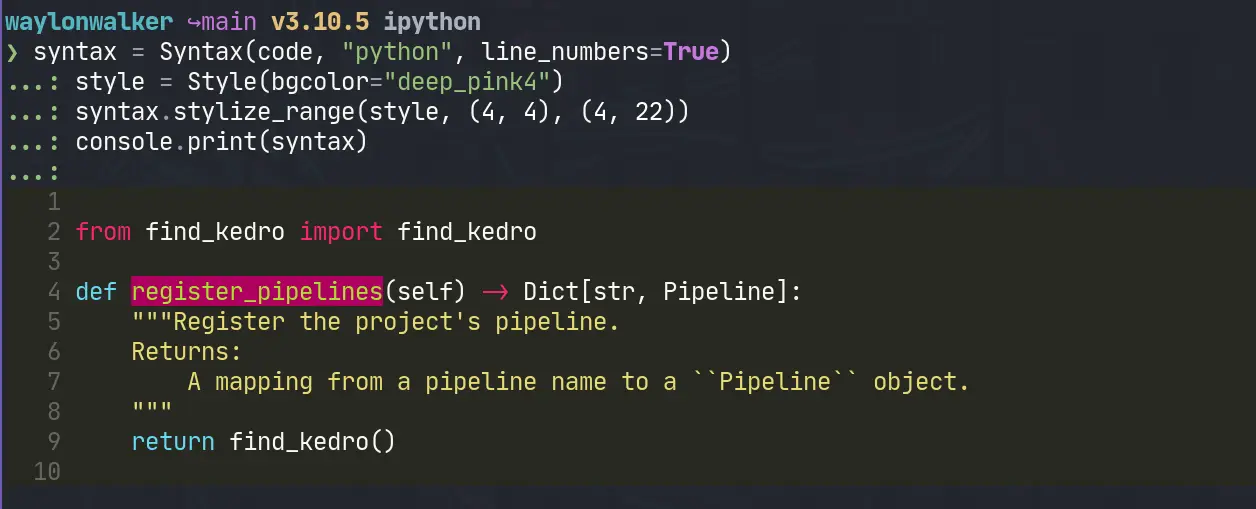 waylonwalker ↪main v3.10.5 ipython
❯ syntax = Syntax(code, "python", line_numbers=True)
...: style = Style(bgcolor="deep_pink4")
...: syntax.stylize_range(style, (4, 4), (4, 22))
...: console.print(syntax)
...:
1
2 from find_kedro import find_kedro
3
4 def register_pipelines(self) -> Dict[str, Pipeline]:
5     """Register the project's pipeline.
6     Returns:
7         A mapping from a pipeline name to a ``Pipeline`` object.
8     """
9     return find_kedro()
10